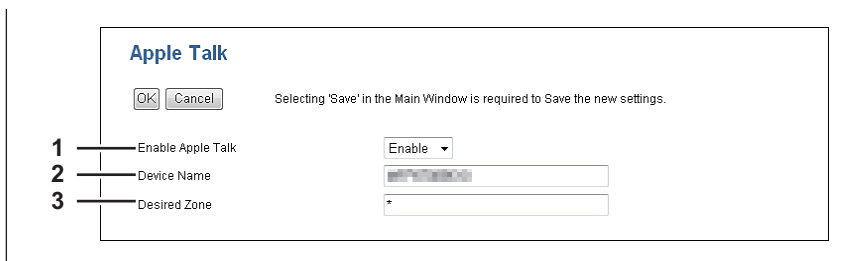 Apple Talk
OK Cancel Selecting 'Save' in the Main Window is required to Save the new settings.
1 Enable Apple Talk Enable
2 Device Name
3 Desired Zone *